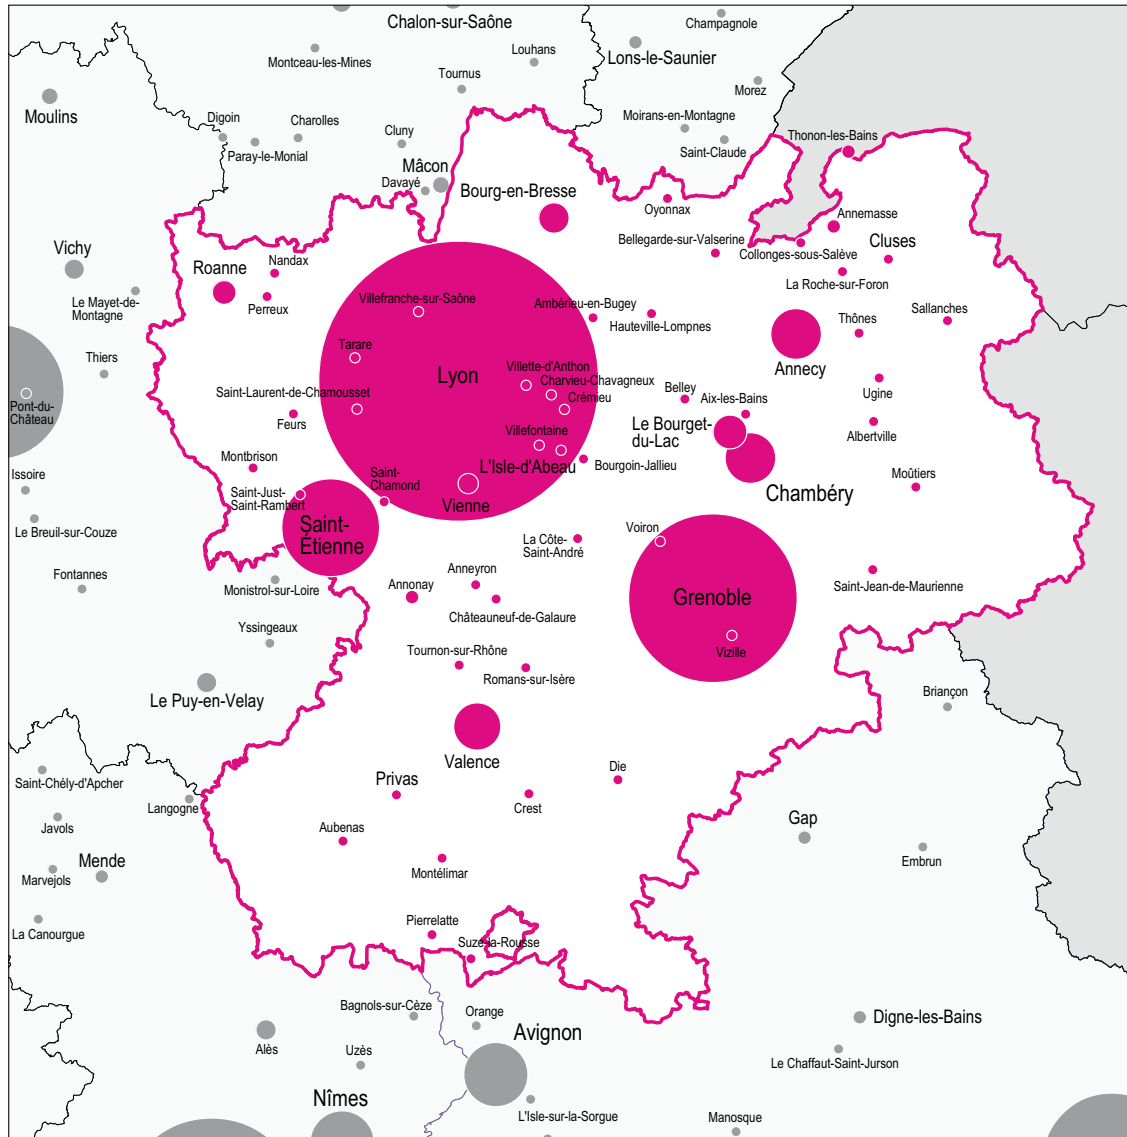 Chalon-sur-Saône
Champagnole
Montceau-les-Mines
Louhans
Lons-le-Saunier
Tournus
Morez
Moulins
Digoin
Charolles
Moirans-en-Montagne
Cluny
Paray-le-Monial
Saint-Claude
Thonon-les-Bains
Mâcon
Davayé
Bourg-en-Bresse
Oyonnax
Annemasse
Vichy
Bellegarde-sur-Valserine
Cluses
Collonges-sous-Salève
Roanne
Nandax
La Roche-sur-Foron
Le Mayet-de-
Montagne
Perreux
Villefranche-sur-Saône
Ambérieu-en-Bugey
Hauteville-Lompnes
Sallanches
Thônes
Tarare
Thiers
Lyon
Villette-d'Anthon
Annecy
Charvieu-Chavagneux
Saint-Laurent-de-Chamousset
Crémieu
Belley
Aix-les-Bains
Ugine
Pont-du-
Château
Feurs
Villefontaine
Le Bourget-
du-Lac
Albertville
Montbrison
L'Isle-d'Abeau
Bourgoin-Jallieu
Issoire
Saint-
Chamond
Moûtiers
Saint-Just-
Saint-Rambert
Vienne
Chambéry
Le Breuil-sur-Couze
Saint-
Étienne
Voiron
La Côte-
Saint-André
Fontannes
Monistrol-sur-Loire
Annonay
Anneyron
Grenoble
Saint-Jean-de-Maurienne
Châteauneuf-de-Galaure
Yssingeaux
Tournon-sur-Rhône
Vizille
Romans-sur-Isère
Le Puy-en-Velay
Briançon
Valence
Die
Saint-Chély-d'Apcher
Privas
Langogne
Crest
Gap
Javols
Aubenas
Embrun
Mende
Marvejols
Montélimar
La Canourgue
Pierrelatte
Suze-la-Rousse
Bagnols-sur-Cèze
Orange
Digne-les-Bains
Avignon
Alès
Uzès
Le Chaffaut-Saint-Jurson
Nîmes
L'Isle-sur-la-Sorgue
Manosque